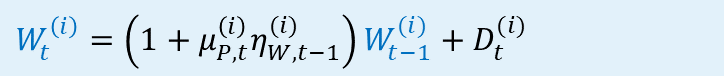 W_t^{(i)} = (1 + μ_{P,t}^{(i)} η_{W,t−1}^{(i)}) W_{t−1}^{(i)} + D_t^{(i)}